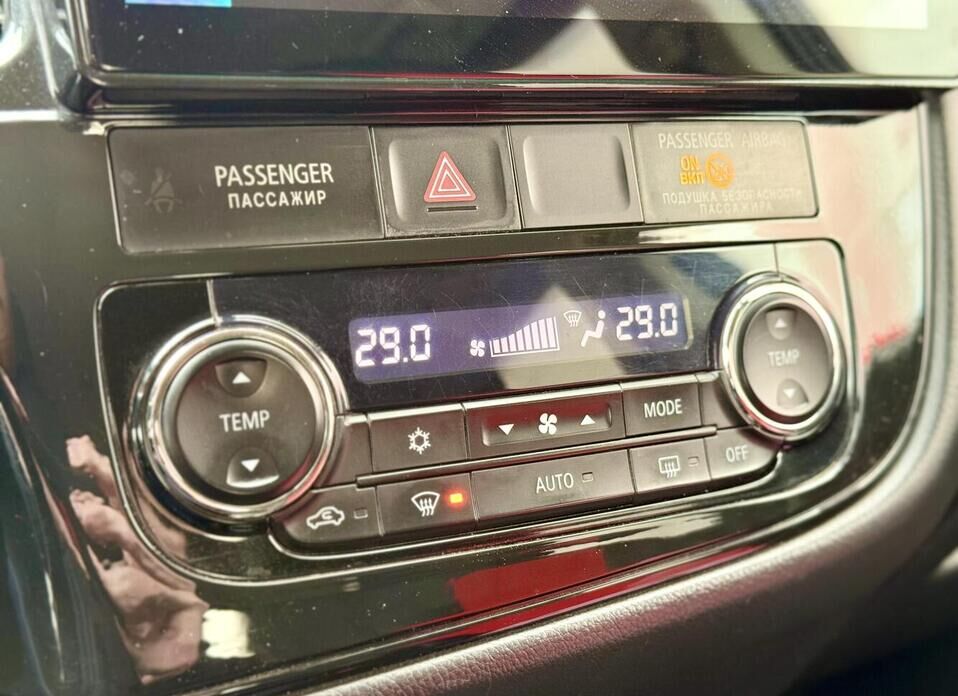 PASSENGER
ПАССАЖИР
PASSENGER AIRBAG
ON
ВКЛ
ПОДУШКА БЕЗОПАСНОСТИ
ПАССАЖИРА
29.0
29.0
TEMP
TEMP
MODE
AUTO
OFF